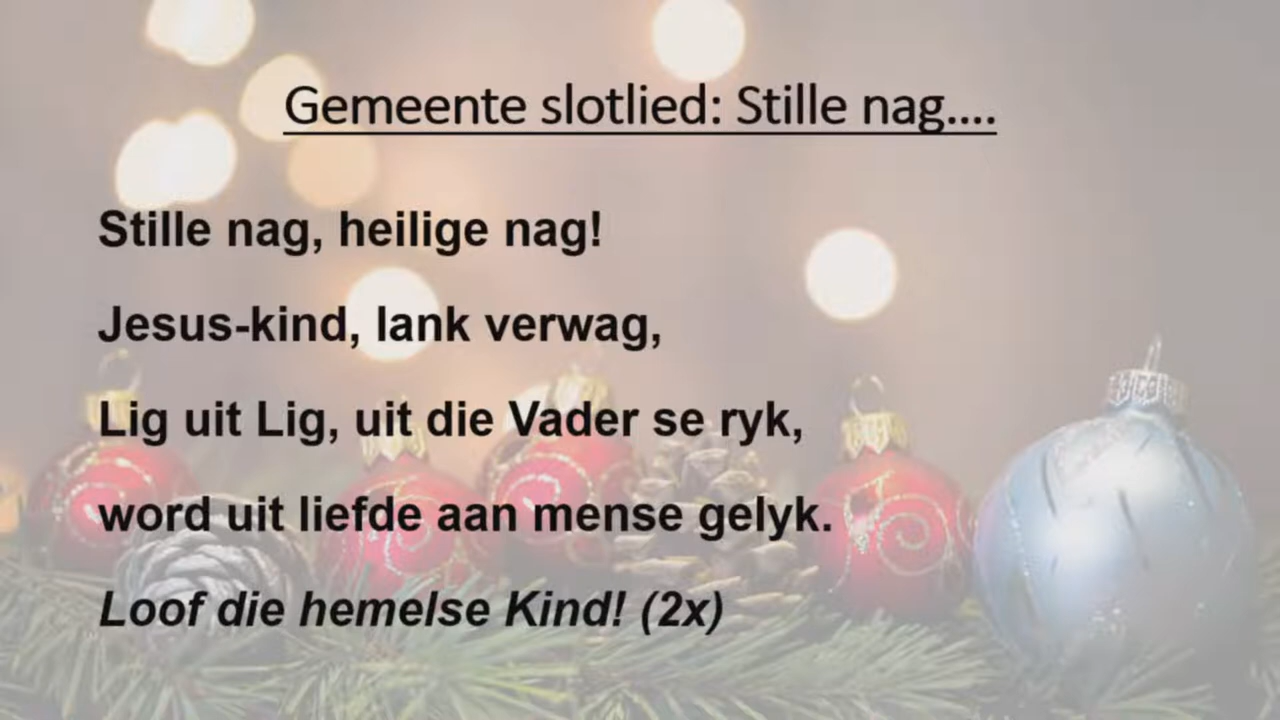 Gemeente slotlied: Stille nag....
Stille nag, heilige nag!
Jesus-kind, lank verwag,
Lig uit Lig, uit die Vader se ryk,
word uit liefde aan mense gelyk.
Loof die hemelse Kind! (2x)